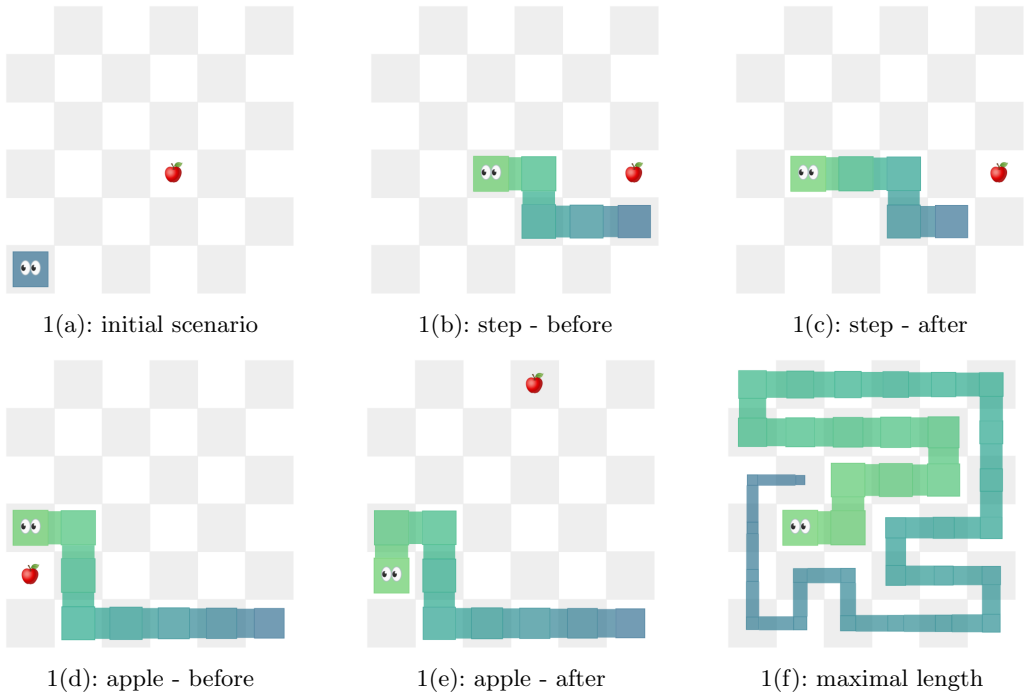 1(a): initial scenario
1(b): step - before
1(c): step - after
1(d): apple - before
1(e): apple - after
1(f): maximal length